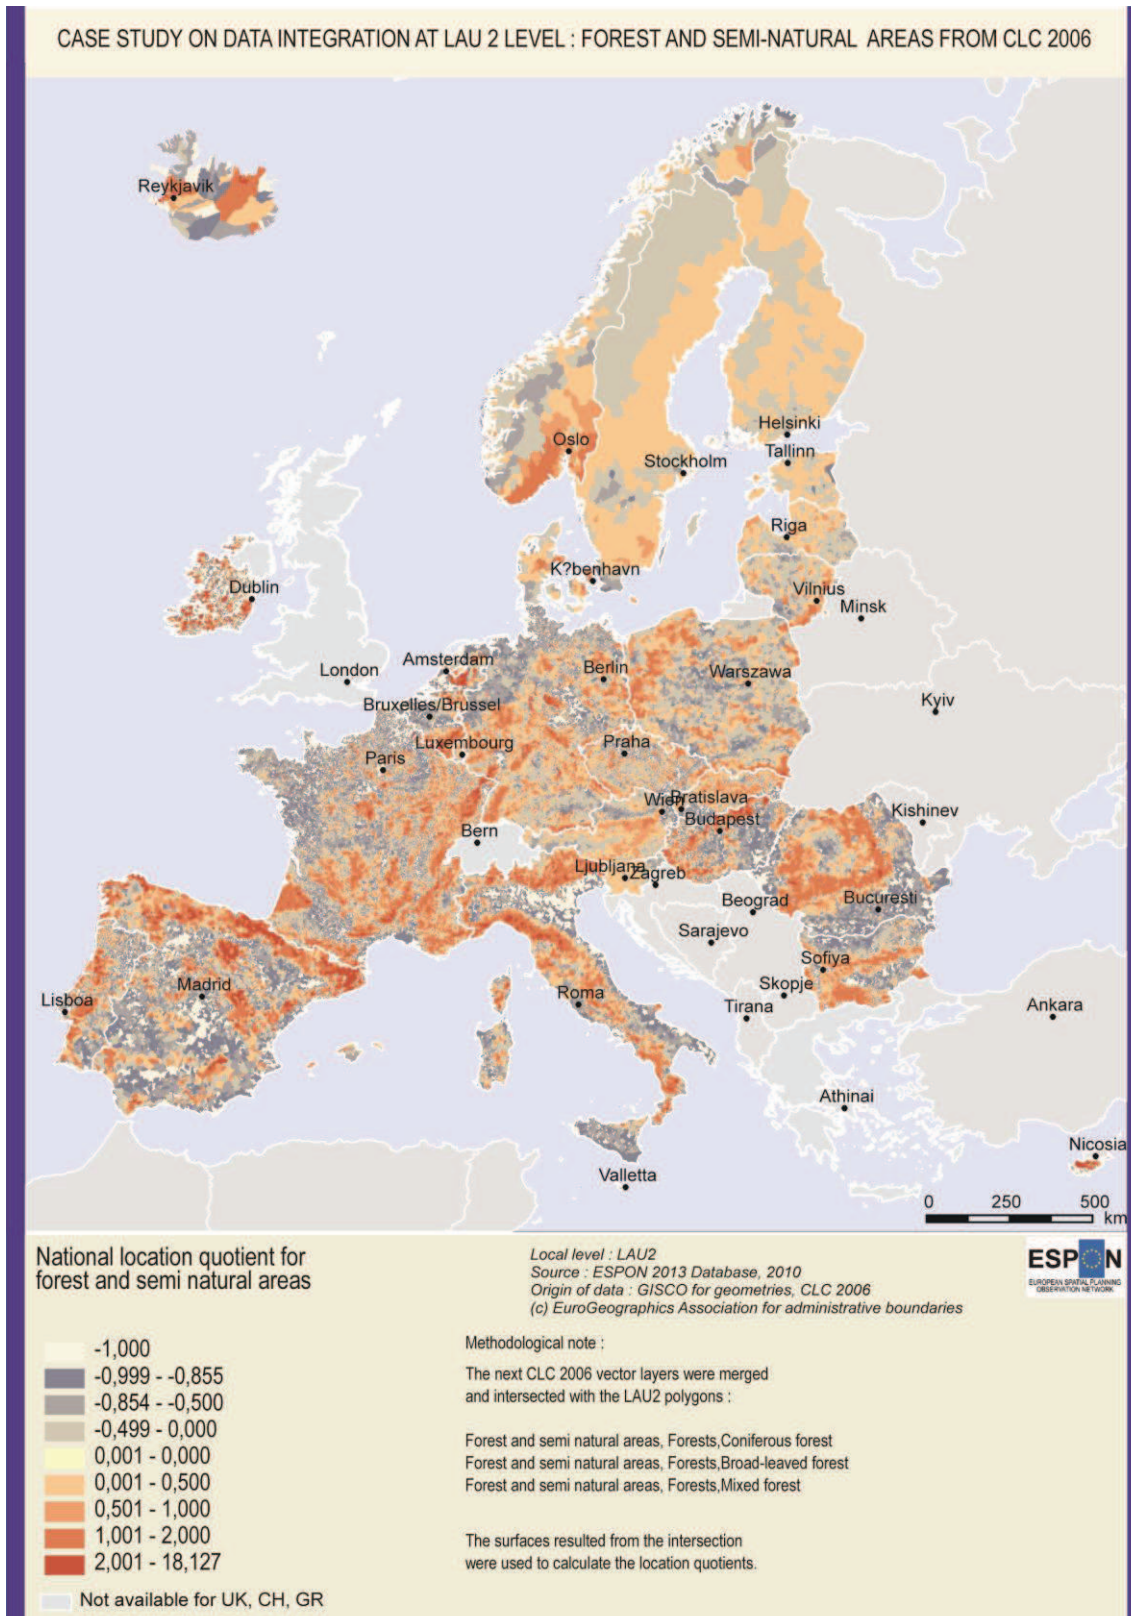 CASE STUDY ON DATA INTEGRATION AT LAU 2 LEVEL : FOREST AND SEMI-NATURAL AREAS FROM CLC 2006
Reykjavik
Helsinki
Oslo
Tallinn
Stockholm
Riga
K?benhavn
Dublin
Vilnius
Minsk
Amsterdam
London
Berlin
Warszawa
Bruxelles/Brussel
Kyiv
Luxembourg
Praha
Paris
Wien
Bratislava
Kishinev
Budapest
Bern
Ljubljana
Zagreb
Beograd
Bucuresti
Sarajevo
Sofiya
Madrid
Skopje
Lisboa
Roma
Tirana
Ankara
Athinai
Nicosia
Valletta
0 250 500
km
National location quotient for
forest and semi natural areas
-1,000
-0,999 - -0,855
-0,854 - -0,500
-0,499 - 0,000
0,001 - 0,000
0,001 - 0,500
0,501 - 1,000
1,001 - 2,000
2,001 - 18,127
Not available for UK, CH, GR
Local level : LAU2
Source : ESPON 2013 Database, 2010
Origin of data : GISCO for geometries, CLC 2006
(c) EuroGeographics Association for administrative boundaries
Methodological note :
The next CLC 2006 vector layers were merged
and intersected with the LAU2 polygons :
Forest and semi natural areas, Forests,Coniferous forest
Forest and semi natural areas, Forests,Broad-leaved forest
Forest and semi natural areas, Forests,Mixed forest
The surfaces resulted from the intersection
were used to calculate the location quotients.
ESPON
EUROPEAN SPATIAL PLANNING
OBSERVATION NETWORK